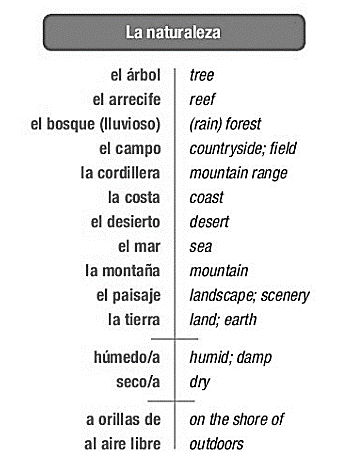 La naturaleza
el árbol tree
el arrecife reef
el bosque (lluvioso) (rain) forest
el campo countryside; field
la cordillera mountain range
la costa coast
el desierto desert
el mar sea
la montaña mountain
el paisaje landscape; scenery
la tierra land; earth
húmedo/a humid; damp
seco/a dry
a orillas de on the shore of
al aire libre outdoors